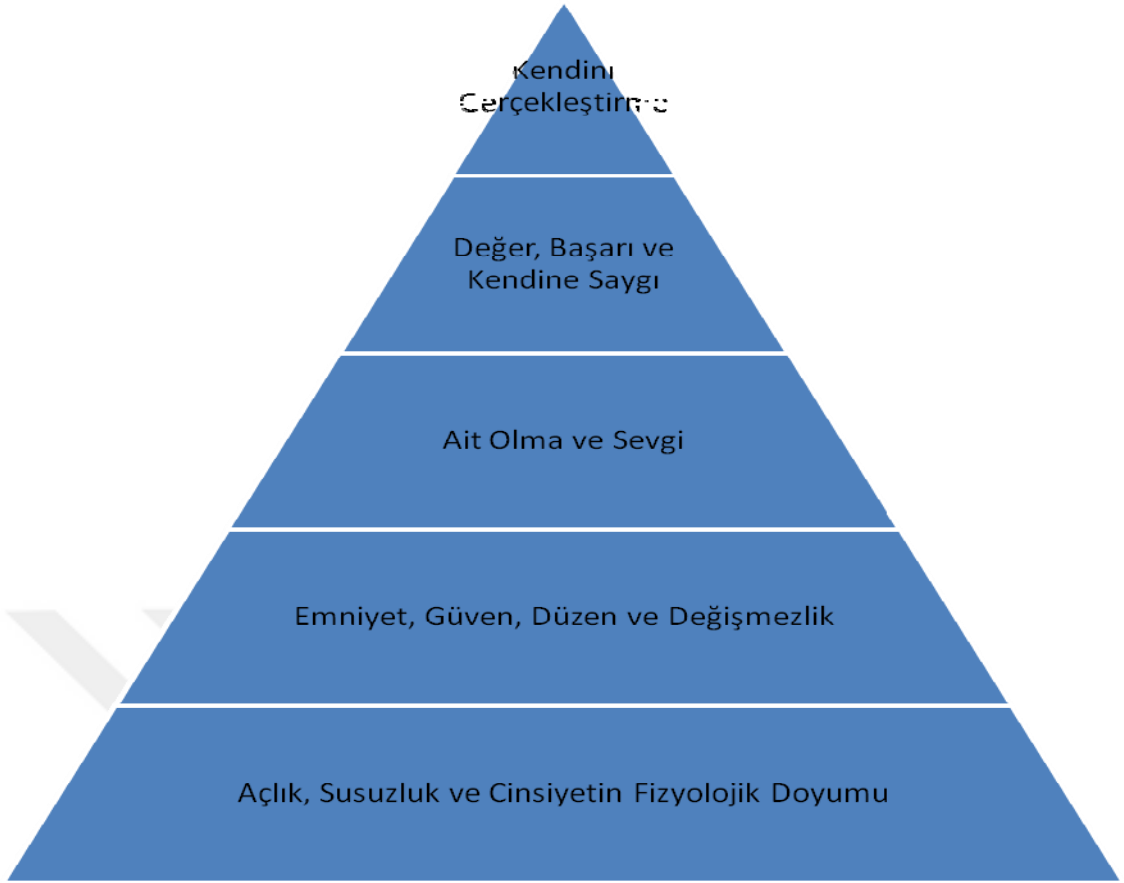 Kendini
Gerçekleştirme
Değer, Başarı ve
Kendine Saygı
Ait Olma ve Sevgi
Emniyet, Güven, Düzen ve Değişmezlik
Açlık, Susuzluk ve Cinsiyetin Fizyolojik Doyumu